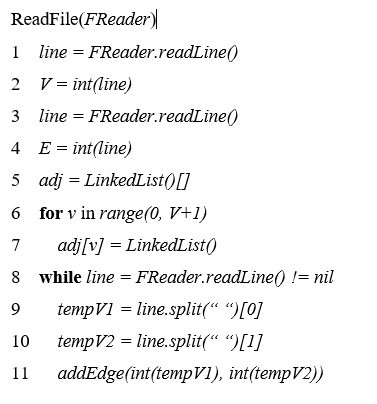 ReadFile(FReader)
1 line = FReader.readLine()
2 V = int(line)
3 line = FReader.readLine()
4 E = int(line)
5 adj = LinkedList()[]
6 for v in range(0, V+1)
7 adj[v] = LinkedList()
8 while line = FReader.readLine() != nil
9 tempV1 = line.split(“ “)[0]
10 tempV2 = line.split(“ “)[1]
11 addEdge(int(tempV1), int(tempV2))